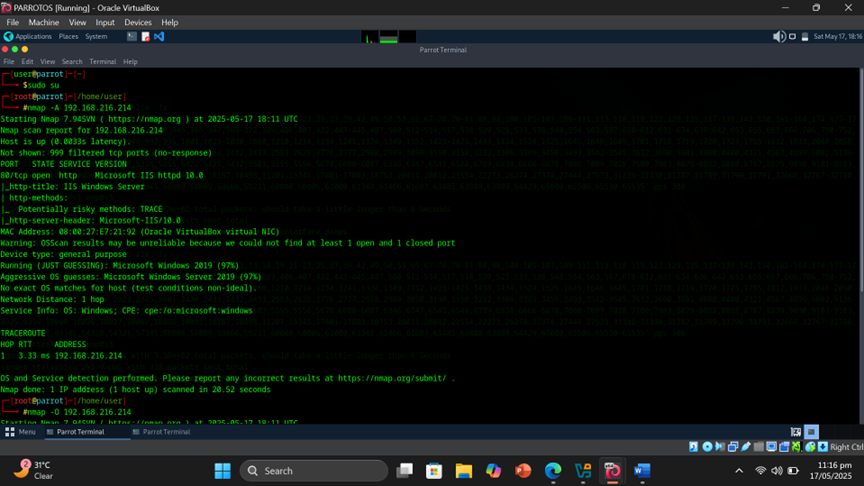 PARROTOS [Running] - Oracle VirtualBox
File Machine View Input Devices Help
Applications Places System
Sat May 17, 18:16
Parrot Terminal
File Edit View Search Terminal Help
┌─[user@parrot]─[~]
└──╼ $sudo su
┌─[root@parrot]─[/home/user]
└──╼ #nmap -A 192.168.216.214
Starting Nmap 7.94SVN ( https://nmap.org ) at 2025-05-17 18:11 UTC
Nmap scan report for 192.168.216.214
Host is up (0.0033s latency).
Not shown: 999 filtered tcp ports (no-response)
PORT STATE SERVICE VERSION
80/tcp open http Microsoft IIS httpd 10.0
|_http-title: IIS Windows Server
| http-methods:
|_ Potentially risky methods: TRACE
|_http-server-header: Microsoft-IIS/10.0
MAC Address: 08:00:27:E7:21:92 (Oracle VirtualBox virtual NIC)
Warning: OSScan results may be unreliable because we could not find at least 1 open and 1 closed port
Device type: general purpose
Running (JUST GUESSING): Microsoft Windows 2019 (97%)
Aggressive OS guesses: Microsoft Windows Server 2019 (97%)
No exact OS matches for host (test conditions non-ideal).
Network Distance: 1 hop
Service Info: OS: Windows; CPE: cpe:/o:microsoft:windows
TRACEROUTE
HOP RTT ADDRESS
1 3.33 ms 192.168.216.214
OS and Service detection performed. Please report any incorrect results at https://nmap.org/submit/ .
Nmap done: 1 IP address (1 host up) scanned in 20.52 seconds
┌─[root@parrot]─[/home/user]
└──╼ #nmap -O 192.168.216.214
Starting Nmap 7.94SVN ( https://nmap.org ) at 2025-05-17 18:11 UTC
Menu Parrot Terminal Parrot Terminal
Right Ctrl
2
31°C
Clear
Search
11:16 pm
17/05/2025